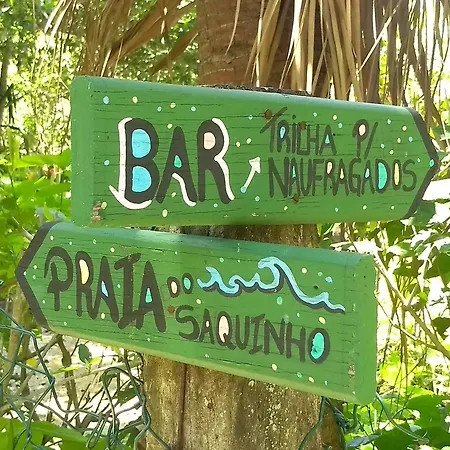 BAR TRILHA P/
NAUFRAGADOS
PRAIA DO
SAQUINHO